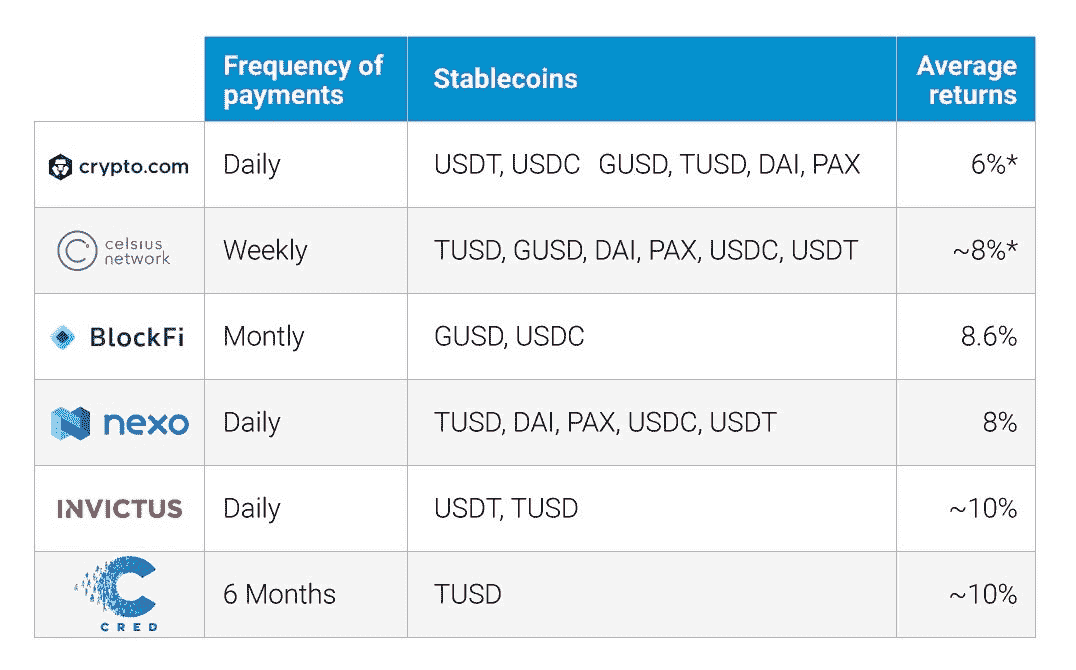 Frequency of payments Stablecoins Average returns
crypto.com Daily USDT, USDC GUSD, TUSD, DAI, PAX 6%*
celsius network Weekly TUSD, GUSD, DAI, PAX, USDC, USDT ~8%*
BlockFi Montly GUSD, USDC 8.6%
nexo Daily TUSD, DAI, PAX, USDC, USDT 8%
INVICTUS Daily USDT, TUSD ~10%
CRED 6 Months TUSD ~10%